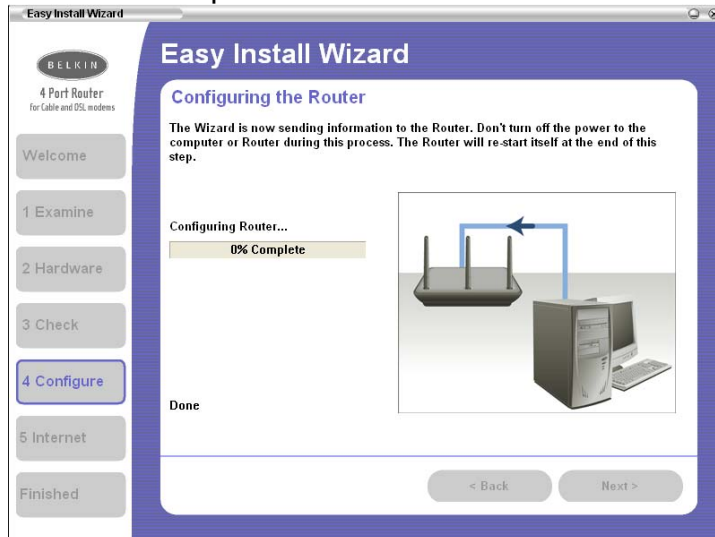 Easy Install Wizard
BELKIN
4 Port Router
for Cable and DSL modems
Welcome
1 Examine
2 Hardware
3 Check
4 Configure
5 Internet
Finished
Easy Install Wizard
Configuring the Router
The Wizard is now sending information to the Router. Don't turn off the power to the
computer or Router during this process. The Router will re-start itself at the end of this
step.
Configuring Router...
0% Complete
Done
< Back
Next >